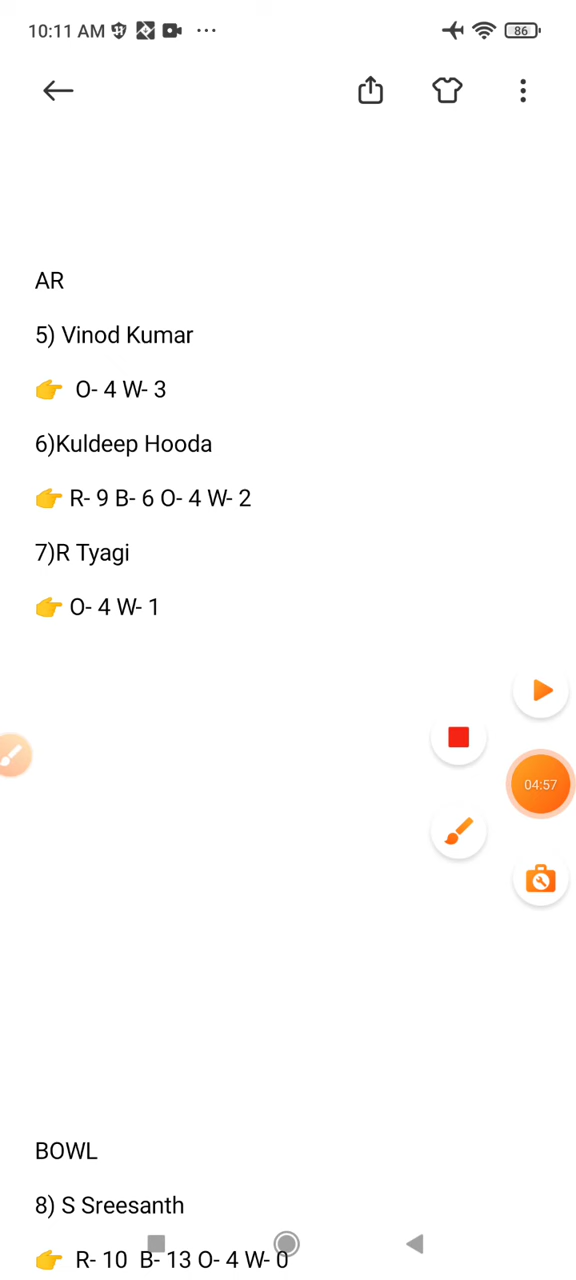 10:11 AM ... 86
AR
5) Vinod Kumar
👉 O- 4 W- 3
6)Kuldeep Hooda
👉 R- 9 B- 6 O- 4 W- 2
7)R Tyagi
👉 O- 4 W- 1
04:57
BOWL
8) S Sreesanth
👉 R- 10 B- 13 O- 4 W- 0